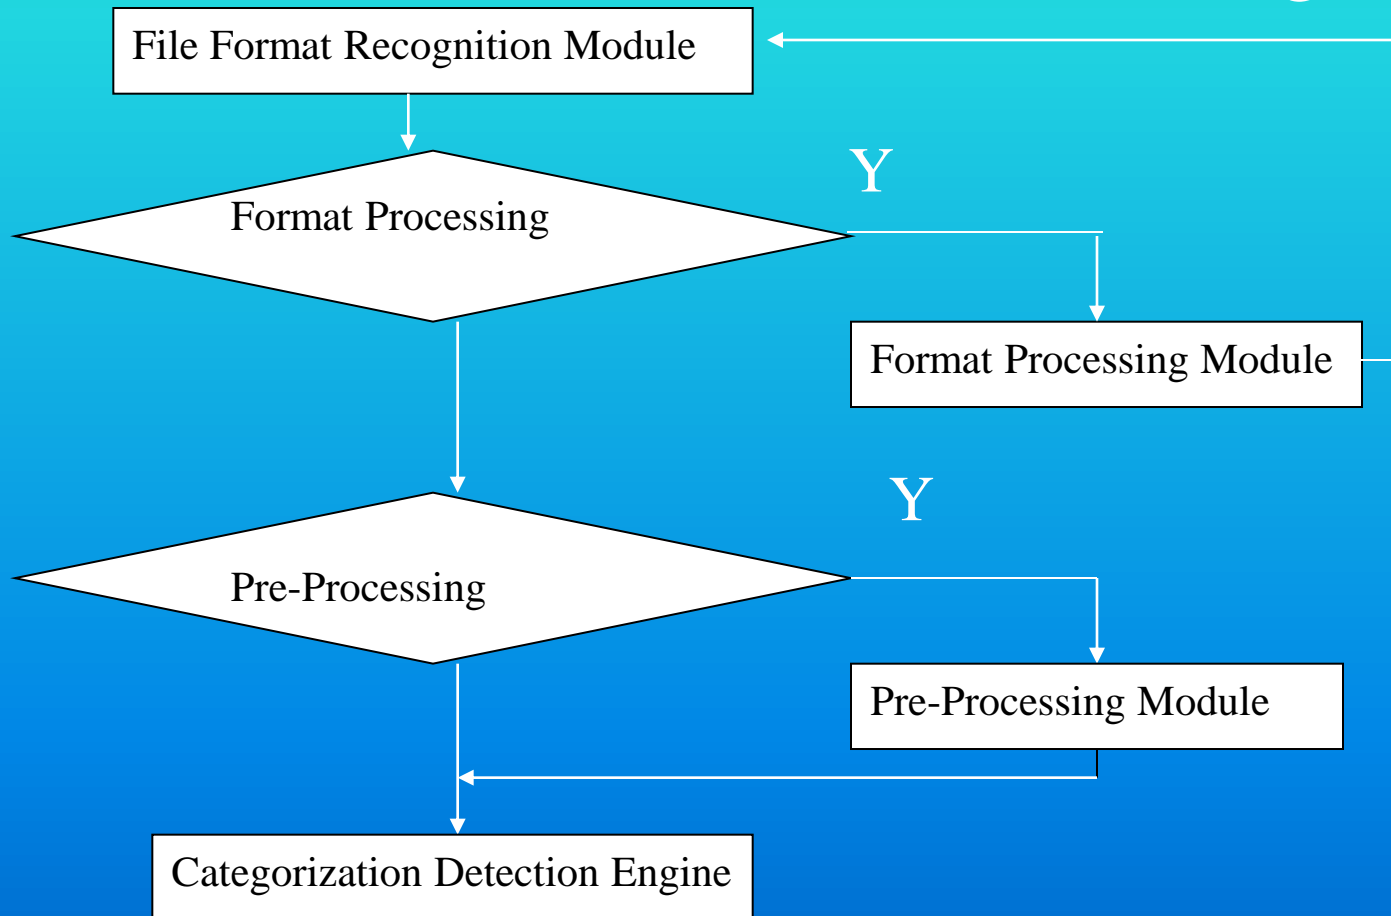 File Format Recognition Module
Y
Format Processing
Format Processing Module
Y
Pre-Processing
Pre-Processing Module
Categorization Detection Engine